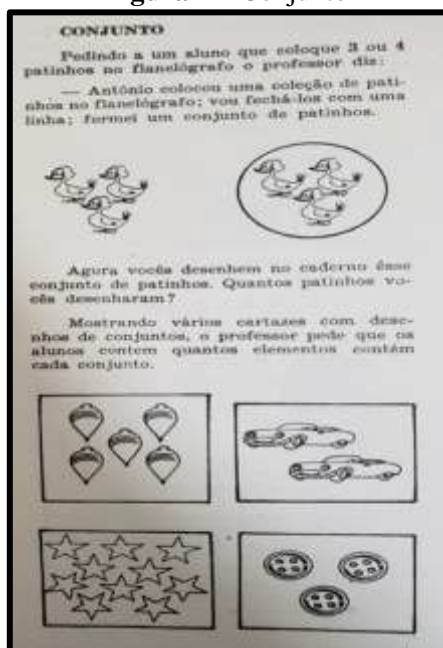 CONJUNTO
Pedindo a um aluno que coloque 3 ou 4
patinhos no flanelógrafo o professor diz:
— Antônio colocou uma coleção de pati-
nhos no flanelógrafo; vou fechá-los com uma
linha; formei um conjunto de patinhos.
Agora vocês desenhem no caderno êsse
conjunto de patinhos. Quantos patinhos vo-
cês desenharam?
Mostrando vários cartazes com dese-
nhos de conjuntos, o professor pede que os
alunos contem quantos elementos contém
cada conjunto.